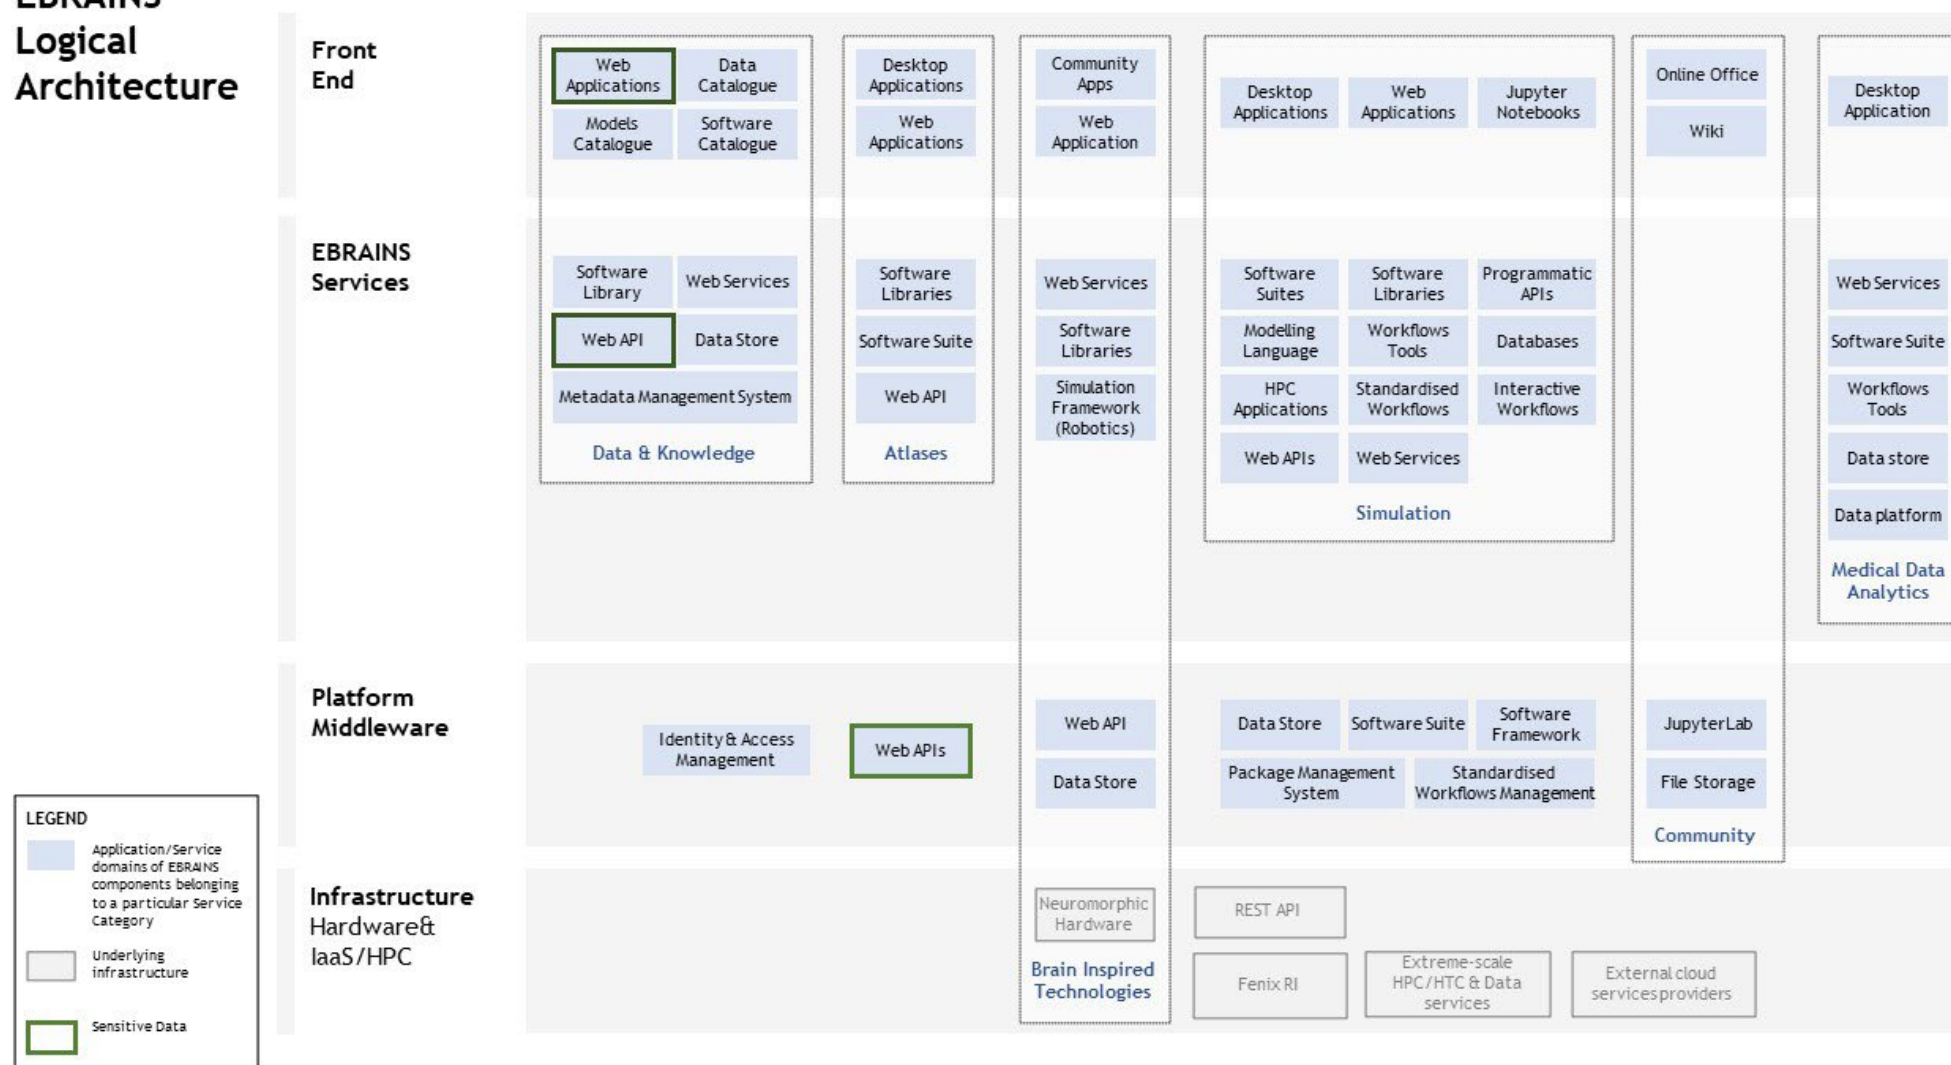 EBRAINS
Logical
Architecture
Front
End
Web
Applications
Data
Catalogue
Models
Catalogue
Software
Catalogue
Desktop
Applications
Web
Applications
Community
Apps
Web
Application
Desktop
Applications
Web
Applications
Jupyter
Notebooks
Online Office
Wiki
Desktop
Application
EBRAINS
Services
Software
Library
Web Services
Web API
Data Store
Metadata Management System
Data & Knowledge
Software
Libraries
Software Suite
Web API
Atlases
Web Services
Software
Libraries
Simulation
Framework
(Robotics)
Software
Suites
Software
Libraries
Programmatic
APIs
Modelling
Language
Workflows
Tools
Databases
HPC
Applications
Standardised
Workflows
Interactive
Workflows
Web APIs
Web Services
Simulation
Web Services
Software Suite
Workflows
Tools
Data store
Data platform
Medical Data
Analytics
Platform
Middleware
Identity & Access
Management
Web APIs
Web API
Data Store
Data Store
Software Suite
Software
Framework
Package Management
System
Standardised
Workflows Management
JupyterLab
File Storage
Community
Infrastructure
Hardware&
IaaS/HPC
Neuromorphic
Hardware
Brain Inspired
Technologies
REST API
Fenix RI
Extreme-scale
HPC/HTC & Data
services
External cloud
services providers
LEGEND
Application/Service
domains of EBRAINS
components belonging
to a particular Service
Category
Underlying
infrastructure
Sensitive Data